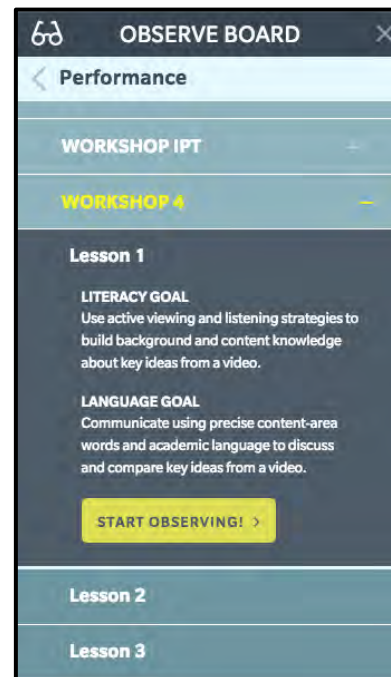 OBSERVE BOARD
Performance
WORKSHOP IPT
WORKSHOP 4
Lesson 1
LITERACY GOAL
Use active viewing and listening strategies to
build background and content knowledge
about key ideas from a video.
LANGUAGE GOAL
Communicate using precise content-area
words and academic language to discuss
and compare key ideas from a video.
START OBSERVING! >
Lesson 2
Lesson 3